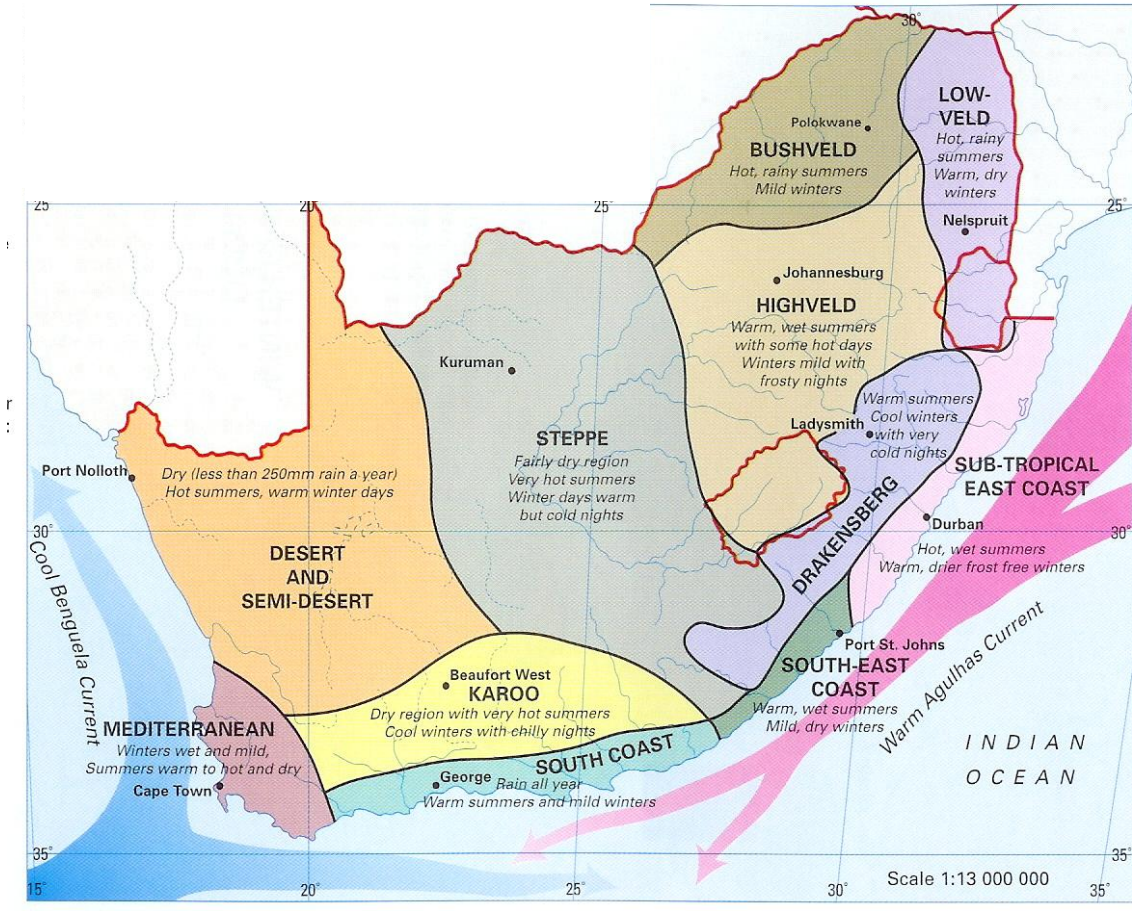 30°
LOW-
VELD
Hot, rainy
summers
Warm, dry
winters
Polokwane
BUSHVELD
Hot, rainy summers
Mild winters
25
20
25°
25°
Nelspruit
Johannesburg
HIGHVELD
Warm, wet summers
with some hot days
Winters mild with
frosty nights
Kuruman
Warm summers
Cool winters
with very
cold nights
Ladysmith
STEPPE
Fairly dry region
Very hot summers
Winter days warm
but cold nights
Port Nolloth
Dry (less than 250mm rain a year)
Hot summers, warm winter days
SUB-TROPICAL
EAST COAST
Durban
Hot, wet summers
Warm, drier frost free winters
DRAKENSBERG
30°
30°
DESERT
AND
SEMI-DESERT
Cool Benguela Current
Port St. Johns
SOUTH-EAST
COAST
Warm, wet summers
Mild, dry winters
Warm Agulhas Current
Beaufort West
KAROO
Dry region with very hot summers
Cool winters with chilly nights
MEDITERRANEAN
Winters wet and mild,
Summers warm to hot and dry
Cape Town
SOUTH COAST
George
Rain all year
Warm summers and mild winters
INDIAN
OCEAN
35°
35°
15°
20°
25°
30°
Scale 1:13 000 000
35°